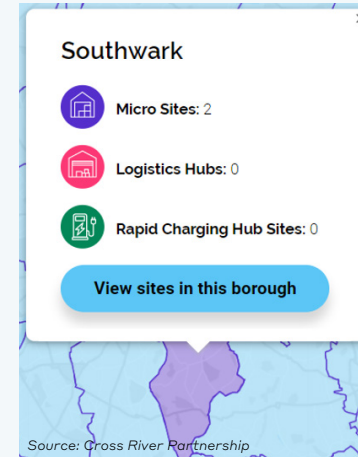 Southwark
Micro Sites: 2
Logistics Hubs: 0
Rapid Charging Hub Sites: 0
View sites in this borough
Source: Cross River Partnership